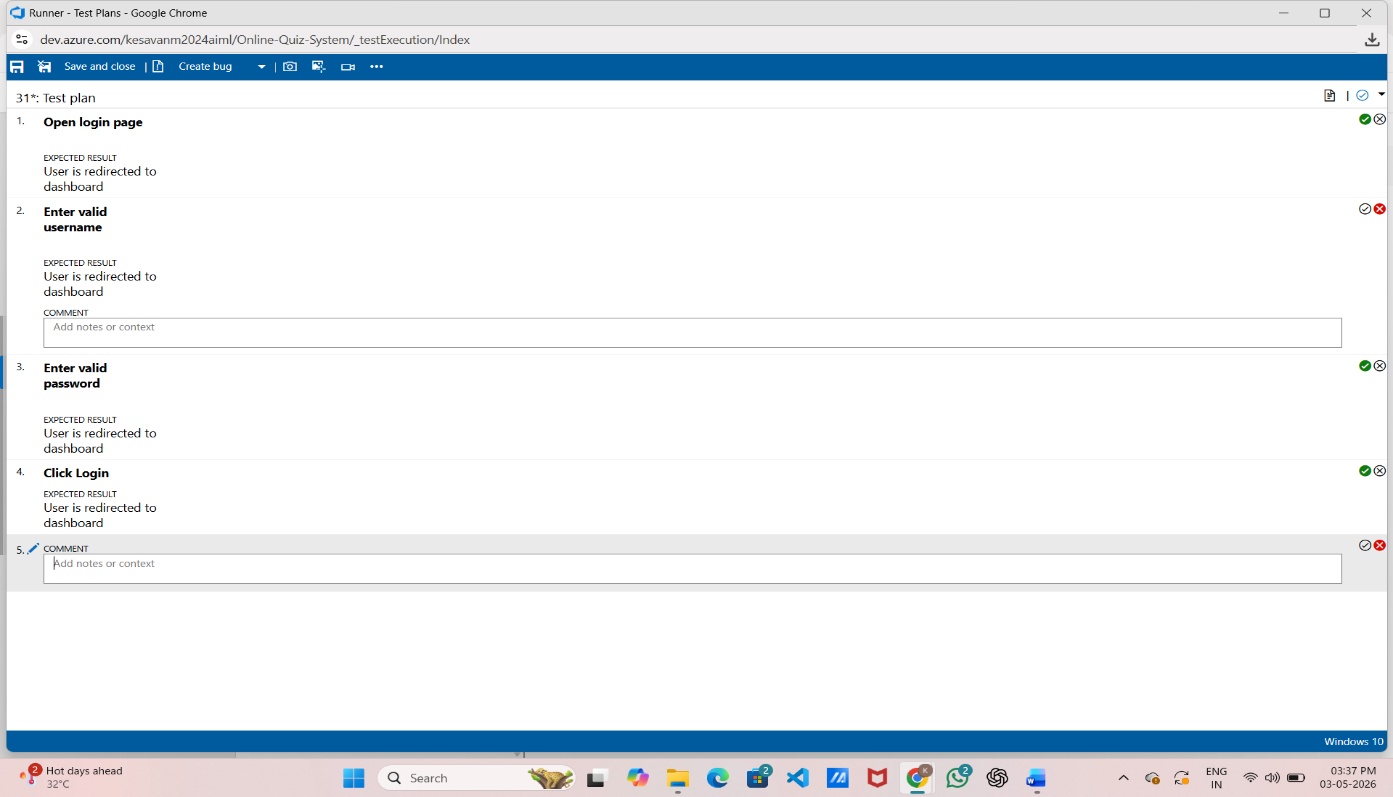 Runner - Test Plans - Google Chrome
dev.azure.com/kesavanm2024aiml/Online-Quiz-System/_testExecution/Index
Save and close | Create bug |
31*: Test plan
1. Open login page
EXPECTED RESULT
User is redirected to
dashboard
2. Enter valid
username
EXPECTED RESULT
User is redirected to
dashboard
COMMENT
Add notes or context
3. Enter valid
password
EXPECTED RESULT
User is redirected to
dashboard
4. Click Login
EXPECTED RESULT
User is redirected to
dashboard
5. COMMENT
Add notes or context
Windows 10
2 Hot days ahead
32°C
Search
2
K
2
ENG
IN
03:37 PM
03-05-2026